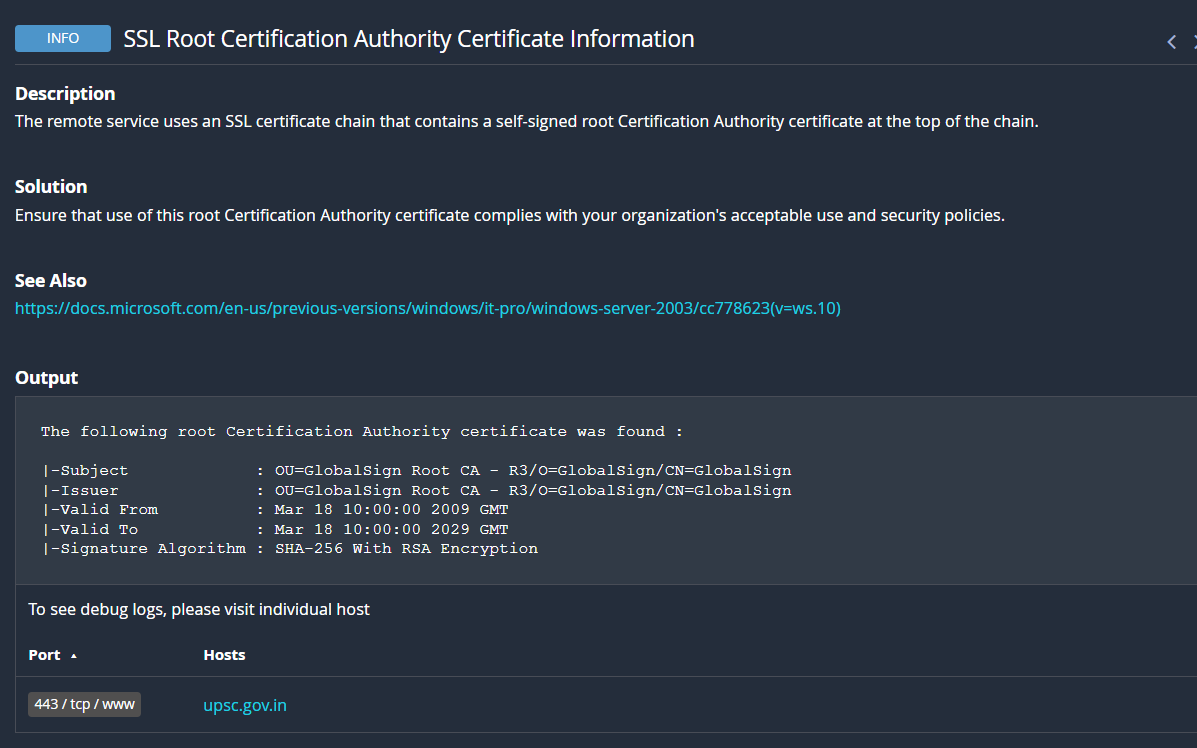 INFO SSL Root Certification Authority Certificate Information
Description
The remote service uses an SSL certificate chain that contains a self-signed root Certification Authority certificate at the top of the chain.
Solution
Ensure that use of this root Certification Authority certificate complies with your organization's acceptable use and security policies.
See Also
https://docs.microsoft.com/en-us/previous-versions/windows/it-pro/windows-server-2003/cc778623(v=ws.10)
Output
The following root Certification Authority certificate was found :
|-Subject : OU=GlobalSign Root CA - R3/O=GlobalSign/CN=GlobalSign
|-Issuer : OU=GlobalSign Root CA - R3/O=GlobalSign/CN=GlobalSign
|-Valid From : Mar 18 10:00:00 2009 GMT
|-Valid To : Mar 18 10:00:00 2029 GMT
|-Signature Algorithm : SHA-256 With RSA Encryption
To see debug logs, please visit individual host
Port Hosts
443 / tcp / www upsc.gov.in